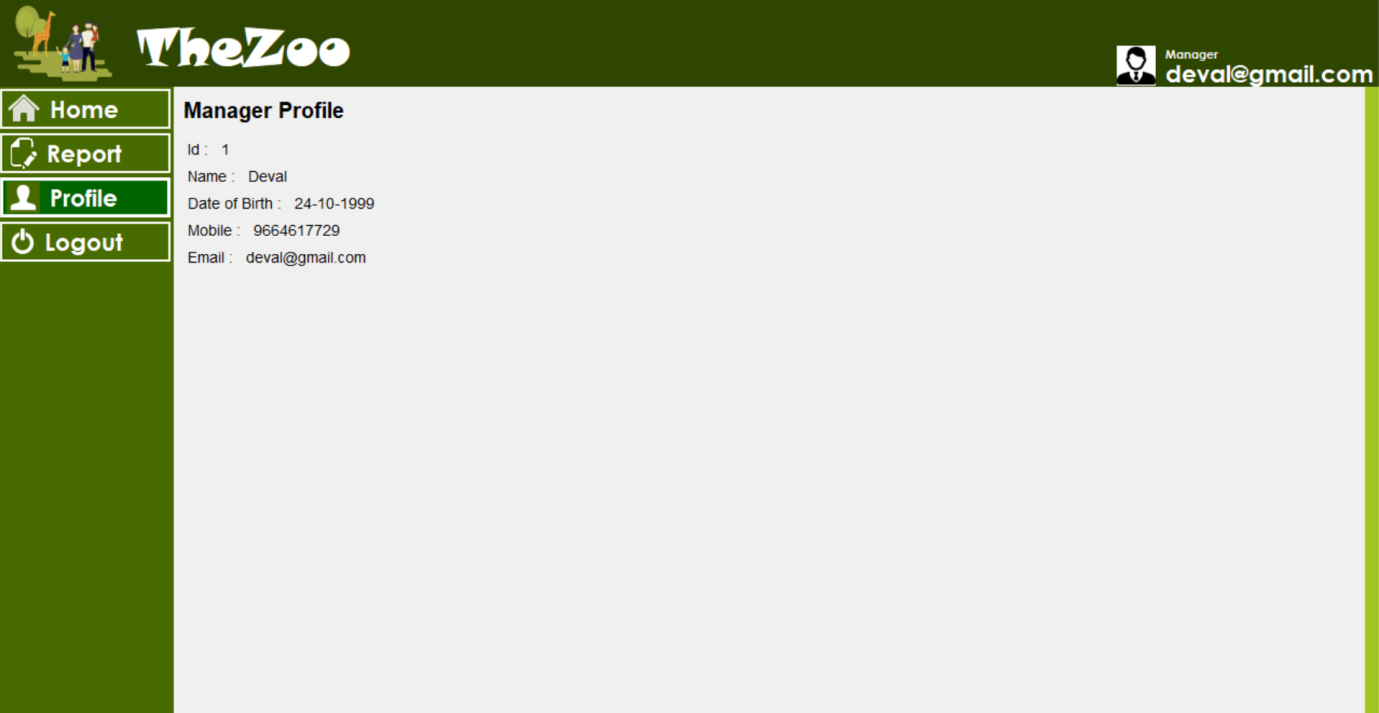 TheZoo
Manager
deval@gmail.com
Home
Report
Profile
Logout
Manager Profile
Id : 1
Name : Deval
Date of Birth : 24-10-1999
Mobile : 9664617729
Email : deval@gmail.com